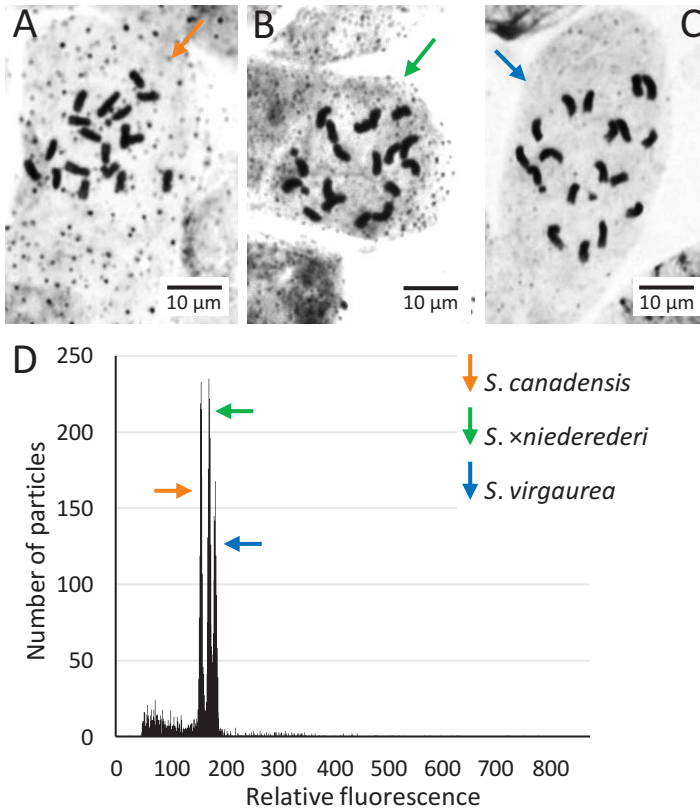 A
B
C
10 µm
10 µm
10 µm
D
250
200
150
100
50
0
Number of particles
0 100 200 300 400 500 600 700 800
Relative fluorescence
S. canadensis
S. ×niederederi
S. virgaurea